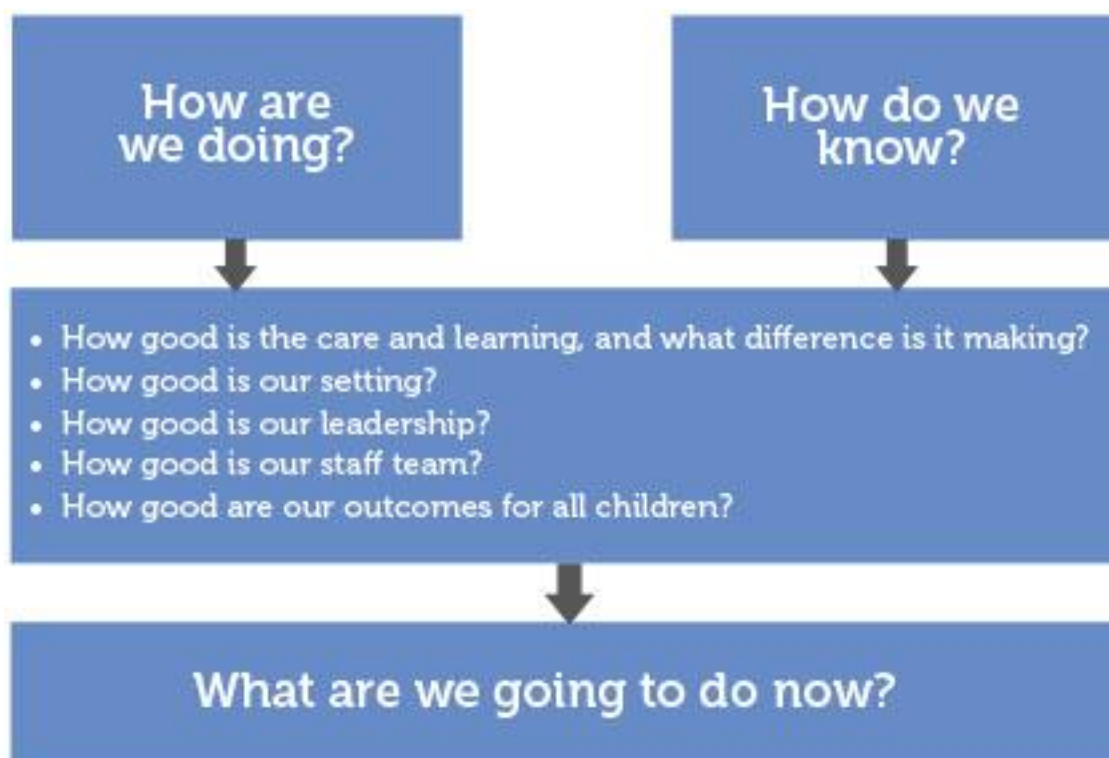 How are
we doing?
How do we
know?
• How good is the care and learning, and what difference is it making?
• How good is our setting?
• How good is our leadership?
• How good is our staff team?
• How good are our outcomes for all children?
What are we going to do now?